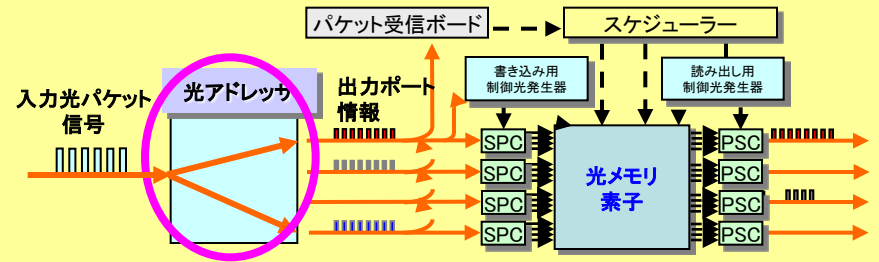 パケット受信ボード
スケジューラー
書き込み用
制御光発生器
読み出し用
制御光発生器
入力光パケット
信号
光アドレッサ
出力ポート
情報
SPC
SPC
SPC
SPC
光メモリ
素子
PSC
PSC
PSC
PSC